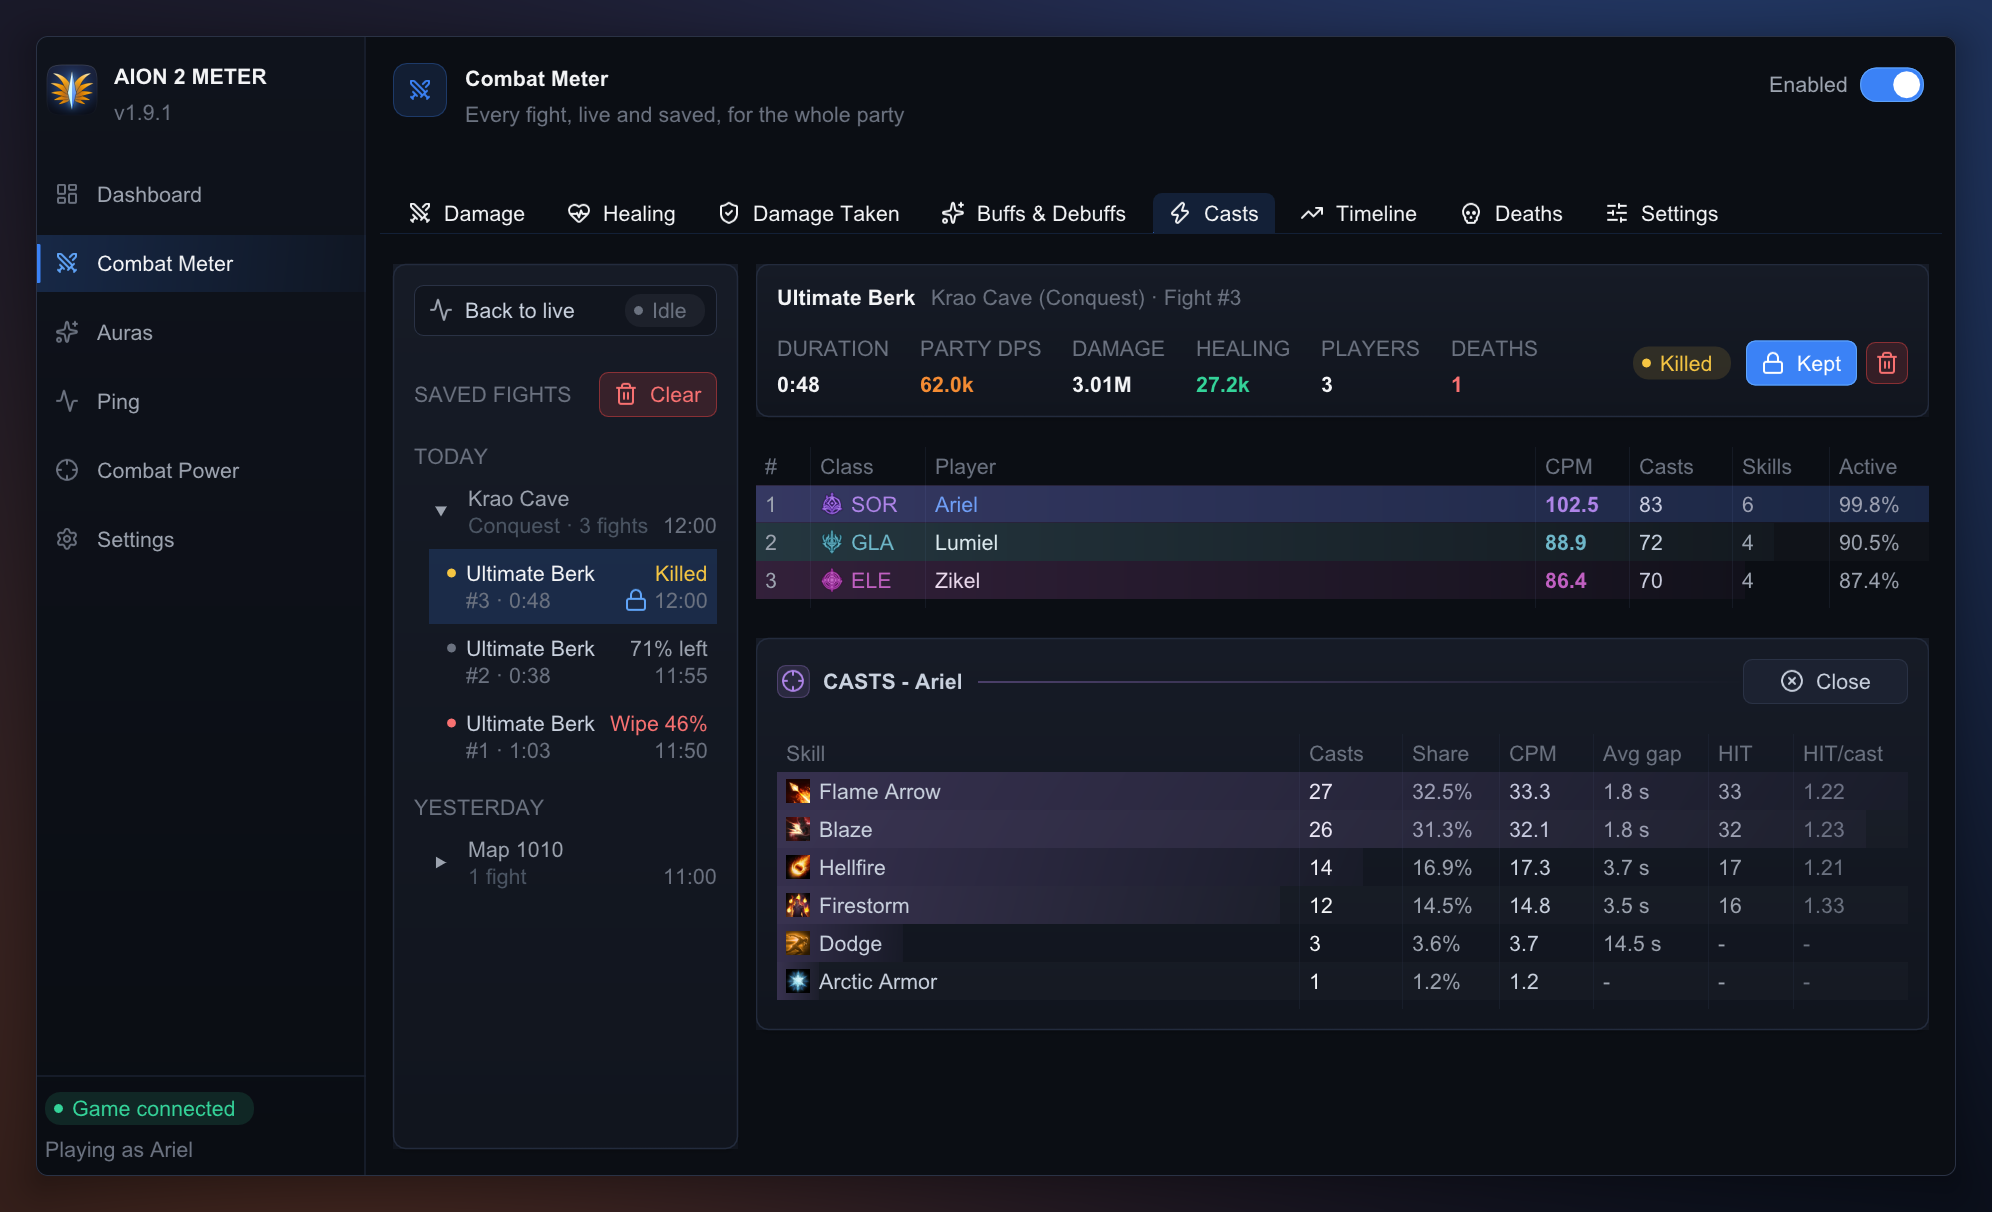 AION 2 METER
v1.9.1
Dashboard
Combat Meter
Auras
Ping
Combat Power
Settings
Game connected
Playing as Ariel
Combat Meter
Every fight, live and saved, for the whole party
Enabled
Damage Healing Damage Taken Buffs & Debuffs Casts Timeline Deaths Settings
Back to live Idle
SAVED FIGHTS Clear
TODAY
Krao Cave
Conquest · 3 fights 12:00
Ultimate Berk Killed
#3 · 0:48 12:00
Ultimate Berk 71% left
#2 · 0:38 11:55
Ultimate Berk Wipe 46%
#1 · 1:03 11:50
YESTERDAY
Map 1010
1 fight 11:00
Ultimate Berk Krao Cave (Conquest) · Fight #3
DURATION PARTY DPS DAMAGE HEALING PLAYERS DEATHS
0:48 62.0k 3.01M 27.2k 3 1
Killed Kept
# Class Player CPM Casts Skills Active
1 SOR Ariel 102.5 83 6 99.8%
2 GLA Lumiel 88.9 72 4 90.5%
3 ELE Zikel 86.4 70 4 87.4%
CASTS - Ariel Close
Skill Casts Share CPM Avg gap HIT HIT/cast
Flame Arrow 27 32.5% 33.3 1.8 s 33 1.22
Blaze 26 31.3% 32.1 1.8 s 32 1.23
Hellfire 14 16.9% 17.3 3.7 s 17 1.21
Firestorm 12 14.5% 14.8 3.5 s 16 1.33
Dodge 3 3.6% 3.7 14.5 s - -
Arctic Armor 1 1.2% 1.2 - - -